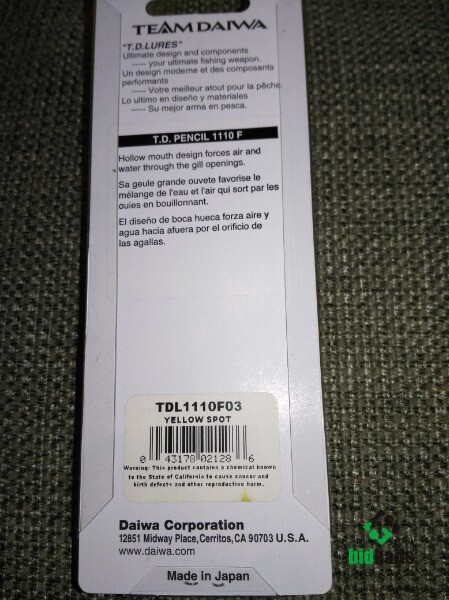 TEAM DAIWA
"T.D.LURES"
Ultimate design and components
----- your ultimate fishing weapon.
Un design moderne et des composants
performants
----- Votre meilleur atout pour la pêche.
Lo ultimo en diseño y materiales
----- Su mejor arma en pesca.
T.D. PENCIL 1110 F
Hollow mouth design forces air and
water through the gill openings.
Sa geule grande ouvete favorise le
mélange de l'eau et l'air qui sort par les
ouies en bouillonnant.
El diseño de boca hueca forza aire y
agua hacia afuera por el orificio de
las agallas.
TDL1110F03
YELLOW SPOT
0 43178 02128 6
Warning: This product contains a chemical known
to the State of California to cause cancer and
birth defects and other reproductive harm.
Daiwa Corporation
12851 Midway Place, Cerritos, CA 90703 U.S.A.
www.daiwa.com
Made in Japan